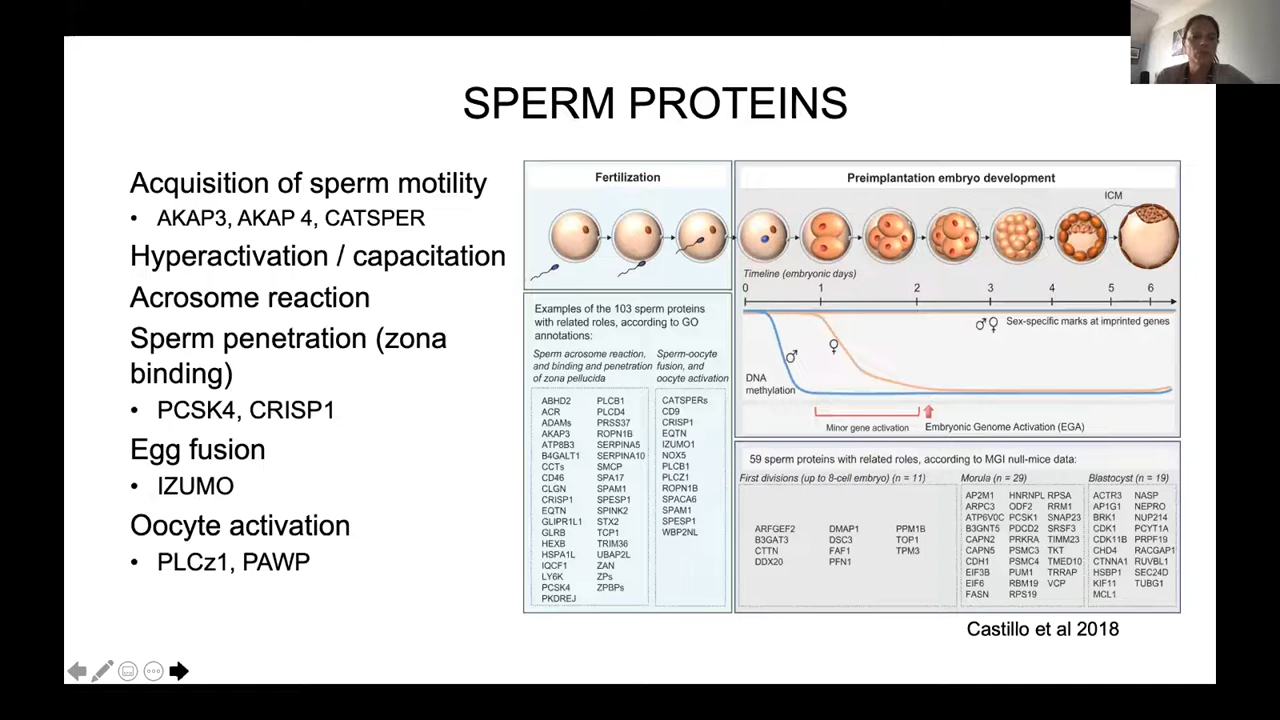 SPERM PROTEINS
Acquisition of sperm motility
• AKAP3, AKAP 4, CATSPER
Hyperactivation / capacitation
Acrosome reaction
Sperm penetration (zona
binding)
• PCSK4, CRISP1
Egg fusion
• IZUMO
Oocyte activation
• PLCz1, PAWP
Fertilization
Examples of the 103 sperm proteins
with related roles, according to GO
annotations:
Sperm acrosome reaction,
and binding and penetration
of zona pellucida
ABHD2
ACR
ADAMs
AKAP3
ATP8B3
B4GALT1
CCTs
CD46
CLGN
CRISP1
EQTN
GLIPR1L1
GLRB
HEXB
HSPA1L
IQCF1
LY6K
PCSK4
PKDREJ
PLCB1
PLCD4
PRSS37
ROPN1B
SERPINA5
SERPINA10
SMCP
SPA17
SPAM1
SPESP1
SPINK2
STX2
TCP1
TRIM36
UBAP2L
ZAN
ZPs
ZPBPs
Sperm-oocyte
fusion, and
oocyte activation
CATSPERs
CD9
CRISP1
EQTN
IZUMO1
NOX5
PLCB1
PLCZ1
ROPN1B
SPACA6
SPAM1
SPESP1
WBP2NL
Preimplantation embryo development
ICM
Timeline (embryonic days)
0 1 2 3 4 5 6
♂♀ Sex-specific marks at imprinted genes
♂
♀
DNA
methylation
Minor gene activation
Embryonic Genome Activation (EGA)
59 sperm proteins with related roles, according to MGI null-mice data:
First divisions (up to 8-cell embryo) (n = 11)
ARFGEF2 DMAP1 PPM1B
B3GAT3 DSC3 TOP1
CTTN FAF1 TPM3
DDX20 PFN1
Morula (n = 29)
AP2M1 HNRNPL RPSA
ARPC3 ODF2 RRM1
ATP6V0C PCSK1 SNAP23
B3GNT5 PDCD2 SRSF3
CAPN2 PRKRA TIMM23
CAPN5 PSMC3 TKT
CDH1 PSMC4 TMED10
EIF3B PUM1 TRRAP
EIF6 RBM19 VCP
FASN RPS19
Blastocyst (n = 19)
ACTR3 NASP
AP1G1 NEPRO
BRK1 NUP214
CDK1 PCYT1A
CDK11B PRPF19
CHD4 RACGAP1
CTNNA1 RUVBL1
HSBP1 SEC24D
KIF11 TUBG1
MCL1
Castillo et al 2018